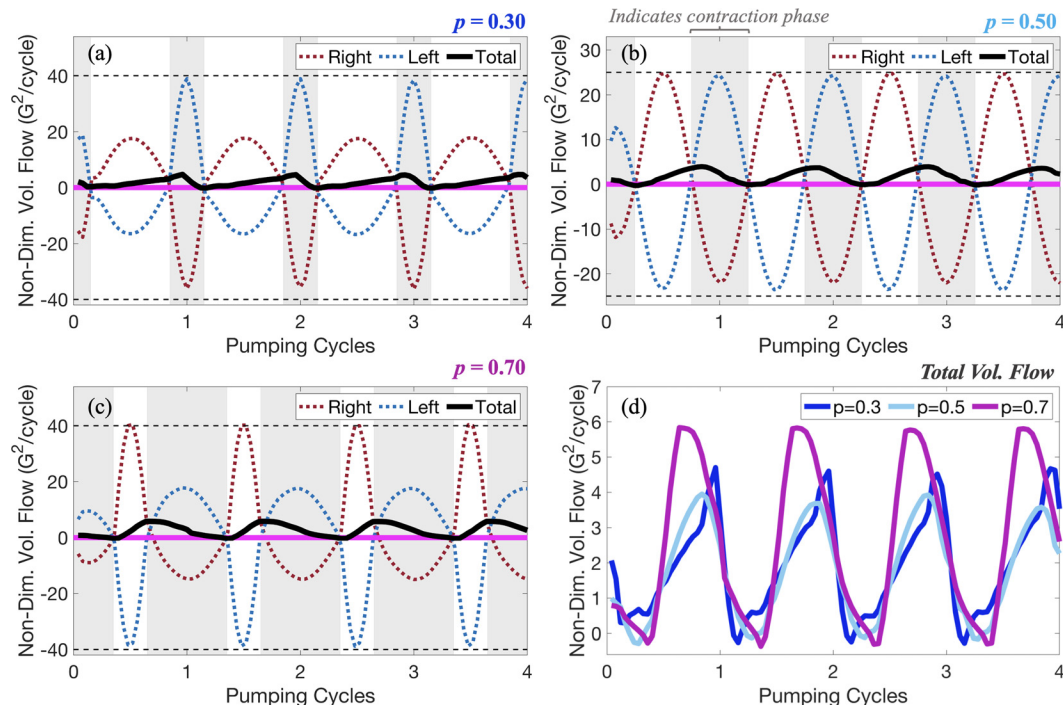 p = 0.30
Indicates contraction phase
p = 0.50
(a)
Right Left Total
40
20
0
-20
-40
0 1 2 3 4
Non-Dim. Vol. Flow (G²/cycle)
Pumping Cycles
(b)
Right Left Total
30
20
10
0
-10
-20
0 1 2 3 4
Non-Dim. Vol. Flow (G²/cycle)
Pumping Cycles
p = 0.70
Total Vol. Flow
(c)
Right Left Total
40
20
0
-20
-40
0 1 2 3 4
Non-Dim. Vol. Flow (G²/cycle)
Pumping Cycles
(d)
p=0.3 p=0.5 p=0.7
6
5
4
3
2
1
0
0 1 2 3 4
Non-Dim. Vol. Flow (G²/cycle)
Pumping Cycles